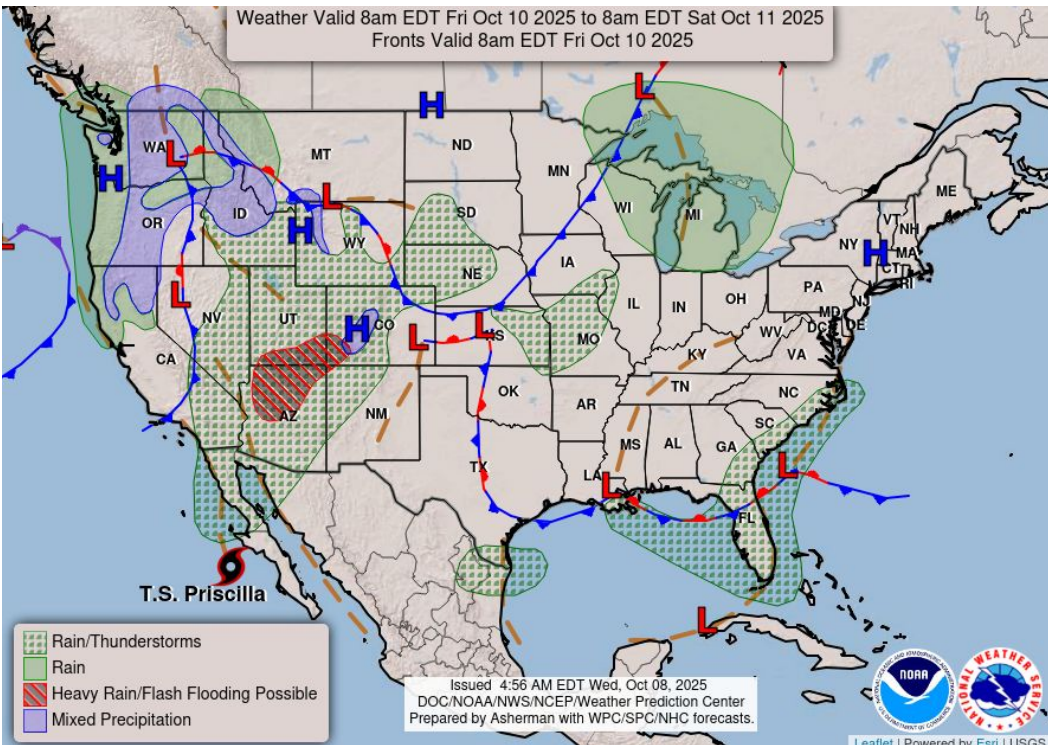 Weather Valid 8am EDT Fri Oct 10 2025 to 8am EDT Sat Oct 11 2025
Fronts Valid 8am EDT Fri Oct 10 2025
L
H
WA
L
MT
ND
MN
ME
H
L
SD
WI
MI
VT
NH
OR
ID
H
WY
NY
H
MA
CT
RI
L
L
NE
IA
PA
NJ
NV
UT
H
CO
IL
IN
OH
MD
DE
DC
WV
CA
L
L
S
MO
KY
VA
AZ
NM
OK
AR
TN
NC
SC
MS
AL
GA
TX
LA
L
L
FL
T.S. Priscilla
L
Rain/Thunderstorms
Rain
Heavy Rain/Flash Flooding Possible
Mixed Precipitation
Issued 4:56 AM EDT Wed, Oct 08, 2025
DOC/NOAA/NWS/NCEP/Weather Prediction Center
Prepared by Asherman with WPC/SPC/NHC forecasts.
NOAA
NATIONAL WEATHER SERVICE
Leaflet | Powered by Esri | USGS